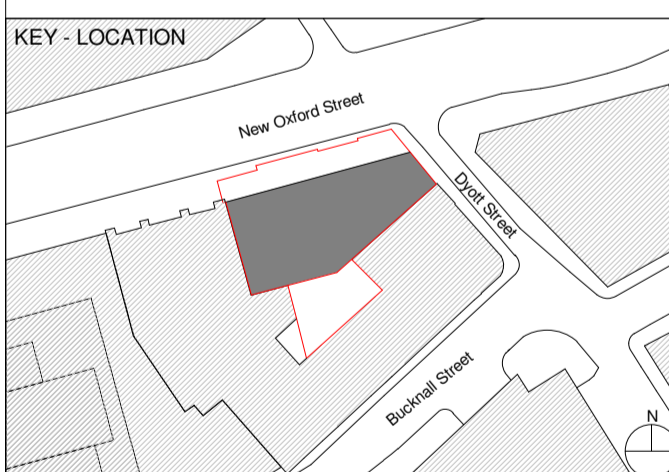 KEY - LOCATION
New Oxford Street
Dyott Street
Bucknall Street
N